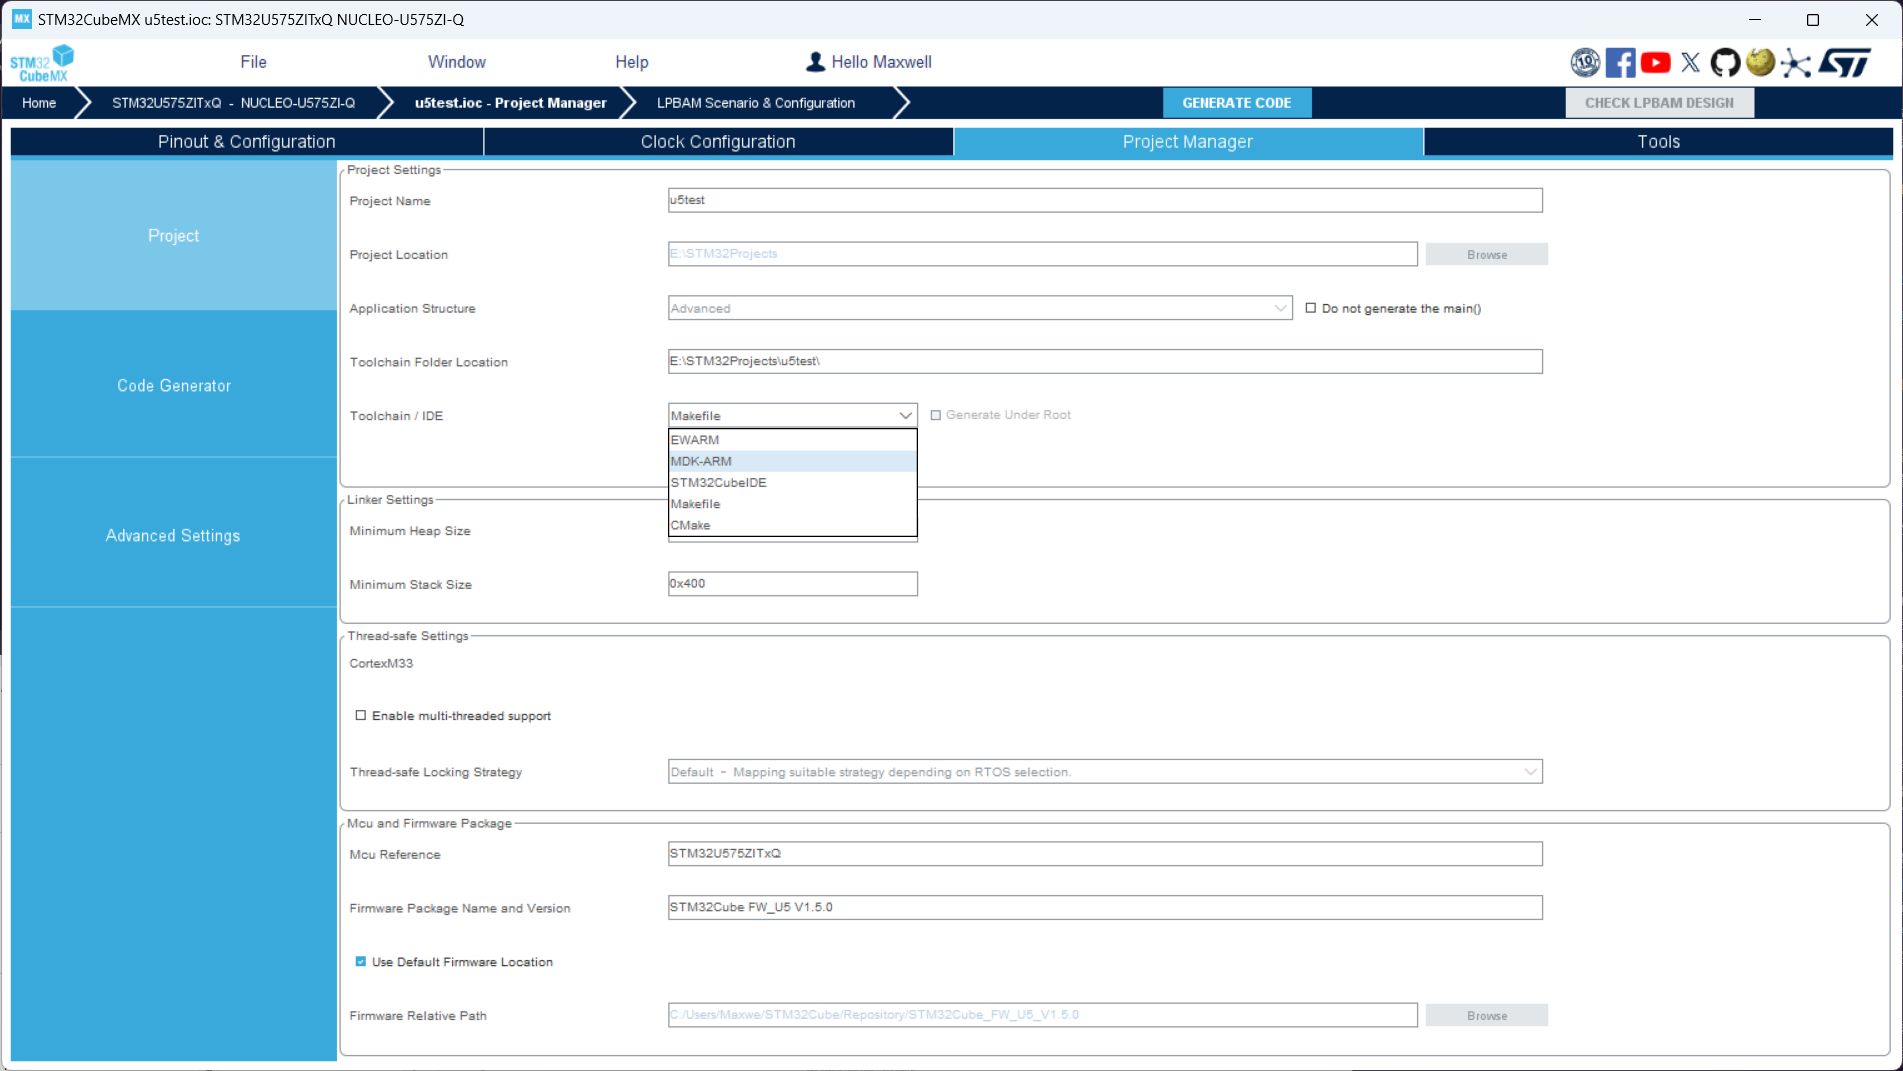 MX STM32CubeMX u5test.ioc: STM32U575ZITxQ NUCLEO-U575ZI-Q
STM32 CubeMX
File Window Help Hello Maxwell
10
ST
Home STM32U575ZITxQ - NUCLEO-U575ZI-Q u5test.ioc - Project Manager LPBAM Scenario & Configuration GENERATE CODE CHECK LPBAM DESIGN
Pinout & Configuration Clock Configuration Project Manager Tools
Project
Code Generator
Advanced Settings
Project Settings
Project Name u5test
Project Location E:\STM32Projects Browse
Application Structure Advanced Do not generate the main()
Toolchain Folder Location E:\STM32Projects\u5test\
Toolchain / IDE Makefile Generate Under Root
EWARM
MDK-ARM
STM32CubeIDE
Makefile
CMake
Linker Settings
Minimum Heap Size
Minimum Stack Size 0x400
Thread-safe Settings
CortexM33
Enable multi-threaded support
Thread-safe Locking Strategy Default - Mapping suitable strategy depending on RTOS selection.
Mcu and Firmware Package
Mcu Reference STM32U575ZITxQ
Firmware Package Name and Version STM32Cube FW_U5 V1.5.0
Use Default Firmware Location
Firmware Relative Path C:/Users/Maxwe/STM32Cube/Repository/STM32Cube_FW_U5_V1.5.0 Browse